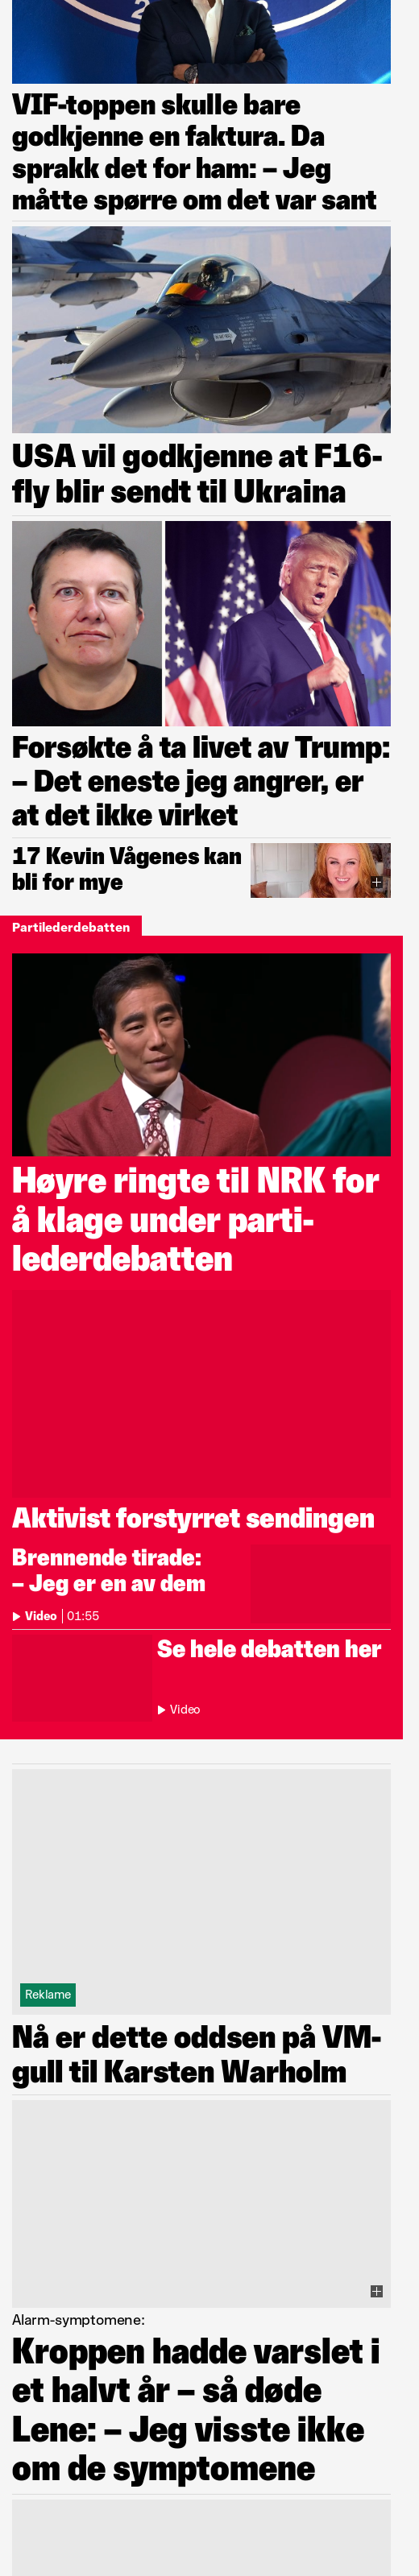 2 2
VIF-toppen skulle bare
godkjenne en faktura. Da
sprakk det for ham: – Jeg
måtte spørre om det var sant
USA vil godkjenne at F16-
fly blir sendt til Ukraina
Forsøkte å ta livet av Trump:
– Det eneste jeg angrer, er
at det ikke virket
17 Kevin Vågenes kan
bli for mye
Partilederdebatten
Høyre ringte til NRK for
å klage under parti-
lederdebatten
Aktivist forstyrret sendingen
Brennende tirade:
– Jeg er en av dem
Video 01:55
Se hele debatten her
Video
Reklame
Nå er dette oddsen på VM-
gull til Karsten Warholm
Alarm-symptomene:
Kroppen hadde varslet i
et halvt år – så døde
Lene: – Jeg visste ikke
om de symptomene